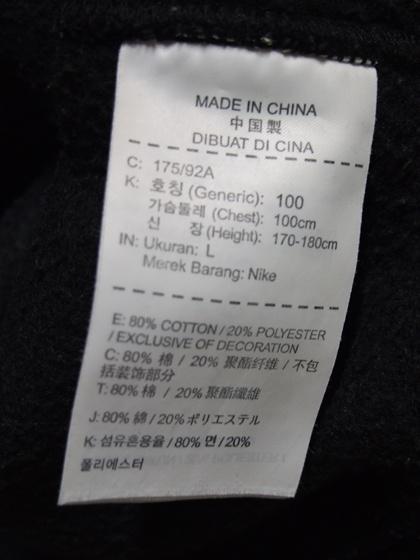 MADE IN CHINA
中国製
DIBUAT DI CINA
C: 175/92A
K: 호칭 (Generic): 100
가슴둘레 (Chest): 100cm
신 장 (Height): 170-180cm
IN: Ukuran: L
Merek Barang: Nike
E: 80% COTTON / 20% POLYESTER
/ EXCLUSIVE OF DECORATION
C: 80% 棉 / 20% 聚酯纤维 / 不包
括装饰部分
T: 80% 棉 / 20% 聚酯纖維
J: 80% 綿 / 20% ポリエステル
K: 섬유혼용율 / 80% 면 / 20%
폴리에스터